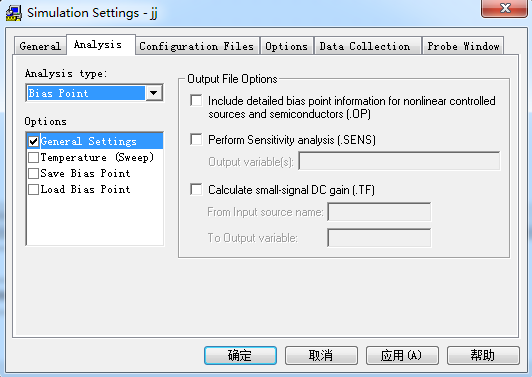 Simulation Settings - jj
General
Analysis
Configuration Files
Options
Data Collection
Probe Window
Analysis type:
Bias Point
Options
General Settings
Temperature (Sweep)
Save Bias Point
Load Bias Point
Output File Options
Include detailed bias point information for nonlinear controlled
sources and semiconductors (.OP)
Perform Sensitivity analysis (.SENS)
Output variable(s):
Calculate small-signal DC gain (.TF)
From Input source name:
To Output variable:
确定
取消
应用(A)
帮助